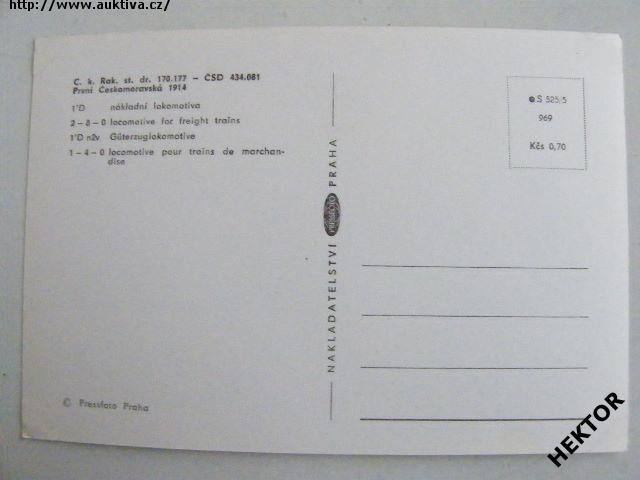 http://www.auktiva.cz/
C. k. Rak. st. dr. 170.177 – ČSD 434.081
První Českomoravská 1914
1'D nákladní lokomotiva
2 – 8 – 0 locomotive for freight trains
1'D n2v Güterzuglokomotive
1 – 4 – 0 locomotive pour trains de marchan-
dise
© Pressfoto Praha
NAKLADATELSTVÍ PRESSFOTO PRAHA
S 525/5
969
Kčs 0,70
HEKTOR